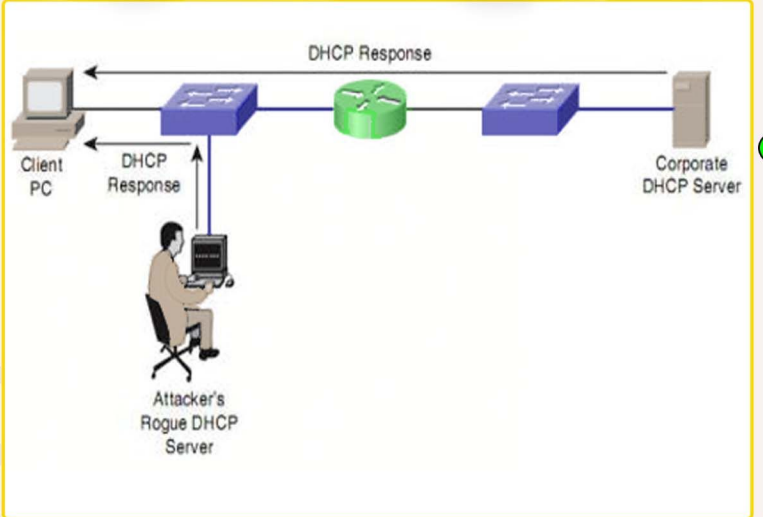 DHCP Response
Client
PC
DHCP
Response
Corporate
DHCP Server
Attacker's
Rogue DHCP
Server